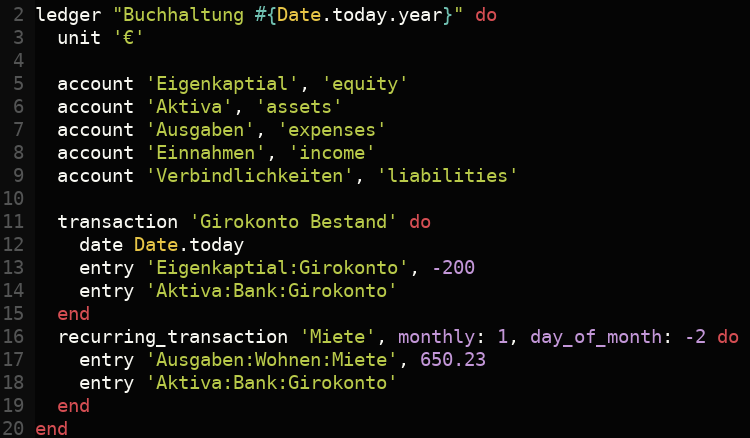 2 ledger "Buchhaltung #{Date.today.year}" do
3   unit '€'
4
5   account 'Eigenkaptial', 'equity'
6   account 'Aktiva', 'assets'
7   account 'Ausgaben', 'expenses'
8   account 'Einnahmen', 'income'
9   account 'Verbindlichkeiten', 'liabilities'
10
11   transaction 'Girokonto Bestand' do
12     date Date.today
13     entry 'Eigenkaptial:Girokonto', -200
14     entry 'Aktiva:Bank:Girokonto'
15   end
16   recurring_transaction 'Miete', monthly: 1, day_of_month: -2 do
17     entry 'Ausgaben:Wohnen:Miete', 650.23
18     entry 'Aktiva:Bank:Girokonto'
19   end
20 end